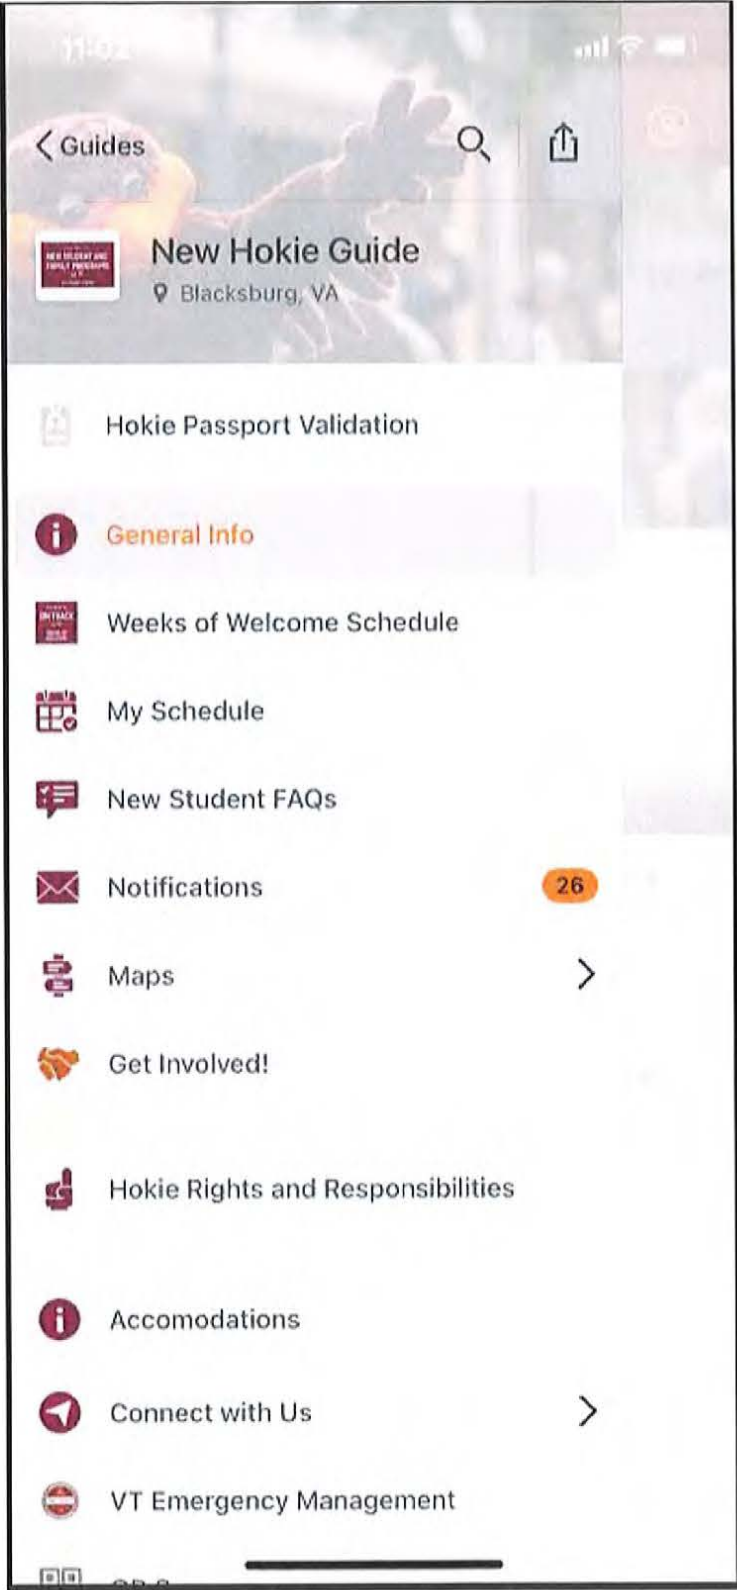 Guides
New Hokie Guide
Blacksburg, VA
Hokie Passport Validation
General Info
Weeks of Welcome Schedule
My Schedule
New Student FAQs
Notifications
26
Maps
Get Involved!
Hokie Rights and Responsibilities
Accomodations
Connect with Us
VT Emergency Management